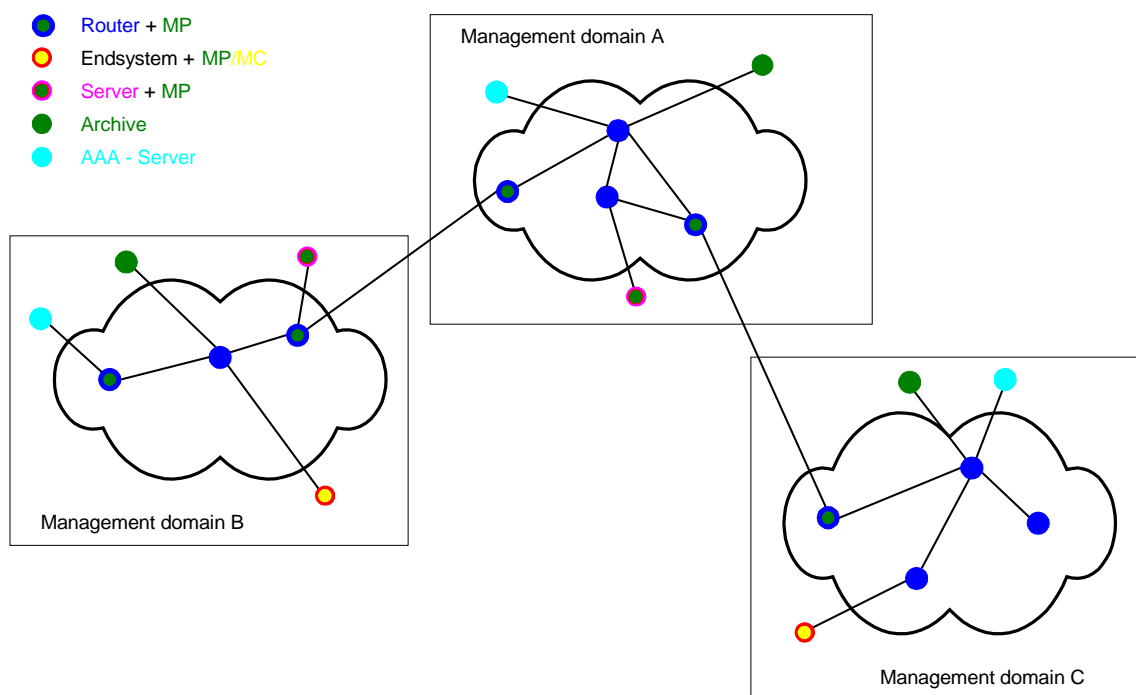 Router + MP
Endsystem + MP/MC
Server + MP
Archive
AAA - Server
Management domain A
Management domain B
Management domain C